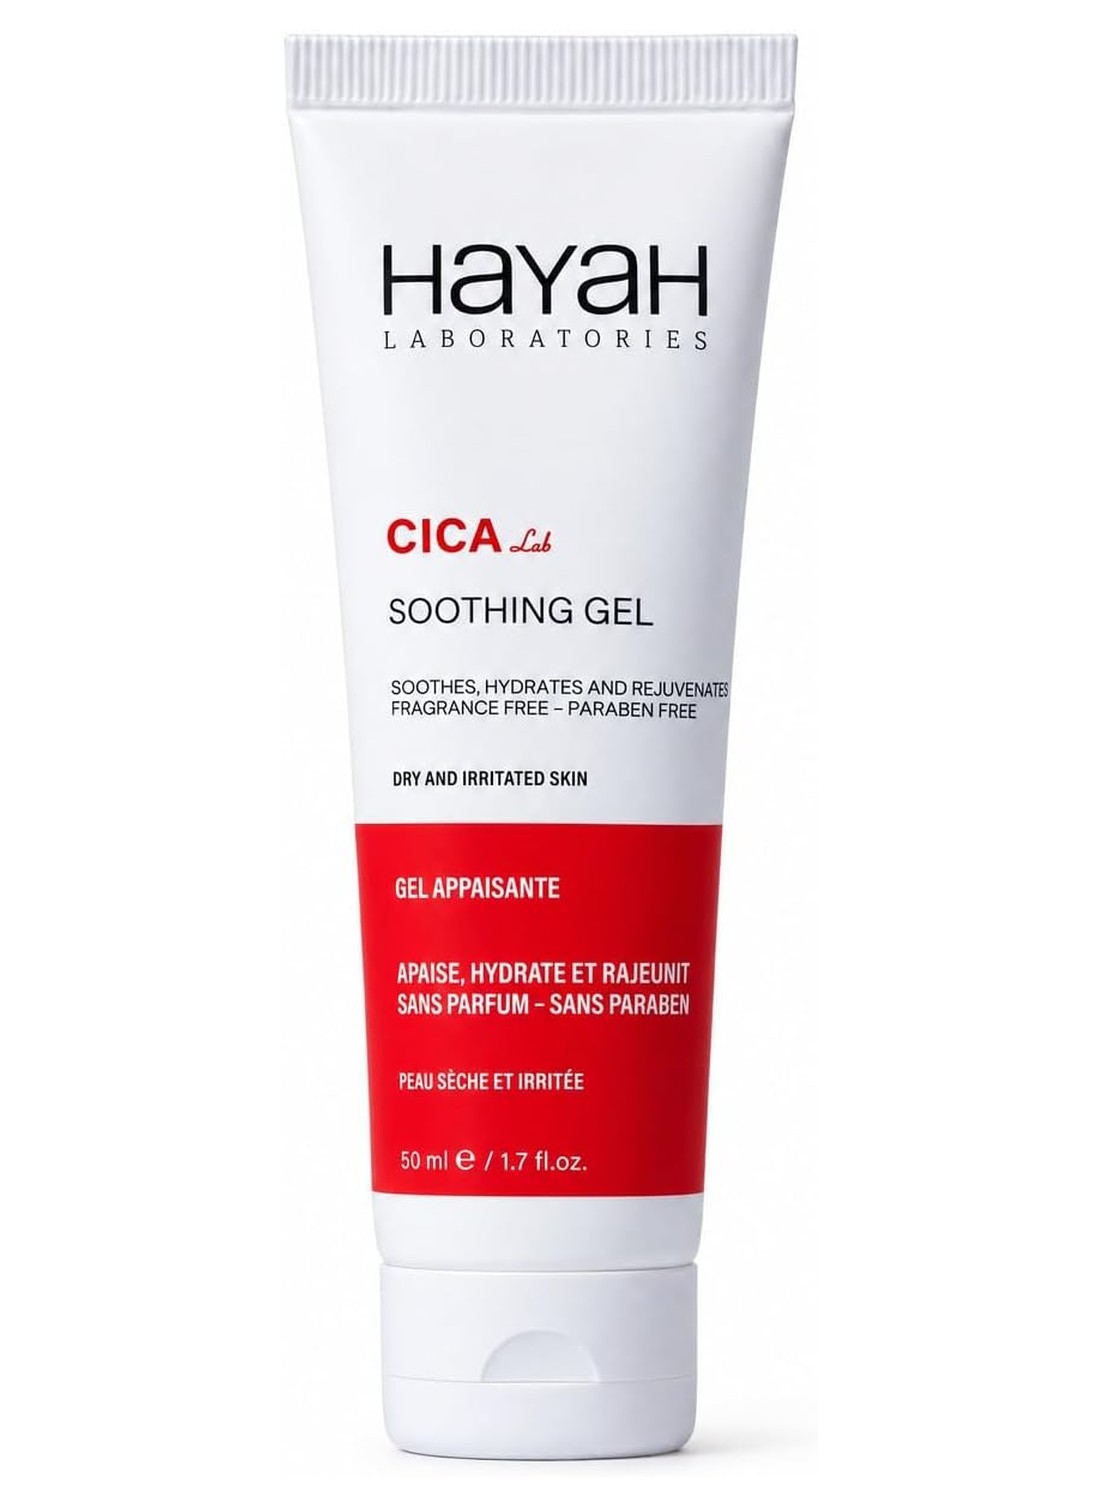 HaYaH
LABORATORIES
CICA Lab
SOOTHING GEL
SOOTHES, HYDRATES AND REJUVENATES
FRAGRANCE FREE – PARABEN FREE
DRY AND IRRITATED SKIN
GEL APPAISANTE
APAISE, HYDRATE ET RAJEUNIT
SANS PARFUM – SANS PARABEN
PEAU SÈCHE ET IRRITÉE
50 ml ℮ / 1.7 fl.oz.